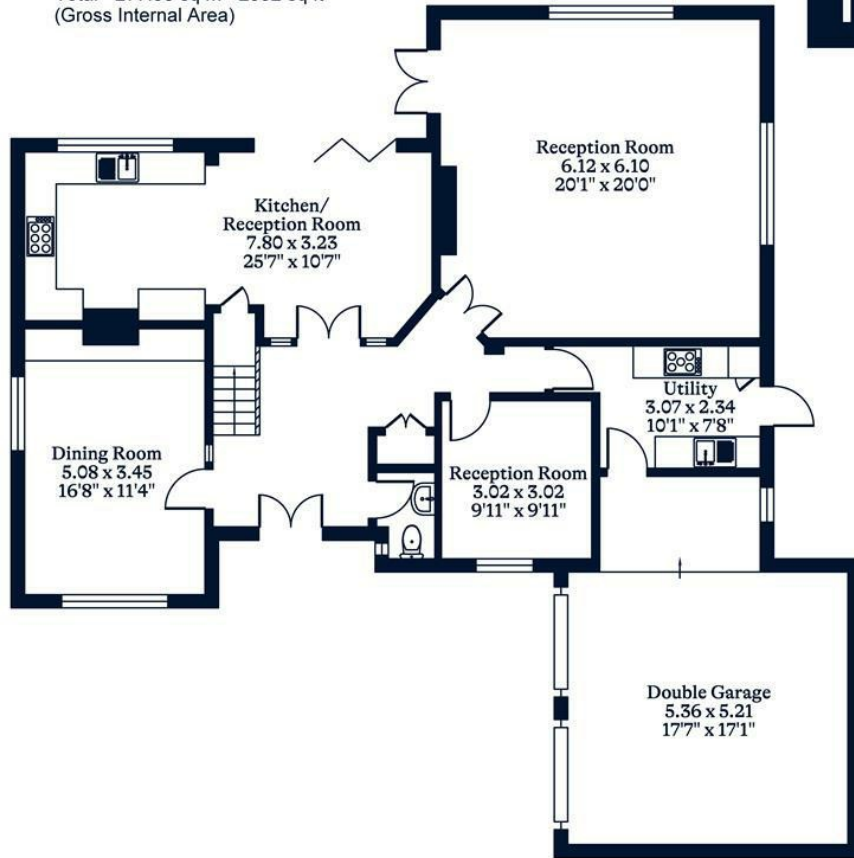 (Gross Internal Area)
Reception Room
6.12 x 6.10
20'1" x 20'0"
Kitchen/
Reception Room
7.80 x 3.23
25'7" x 10'7"
Utility
3.07 x 2.34
10'1" x 7'8"
Dining Room
5.08 x 3.45
16'8" x 11'4"
Reception Room
3.02 x 3.02
9'11" x 9'11"
Double Garage
5.36 x 5.21
17'7" x 17'1"